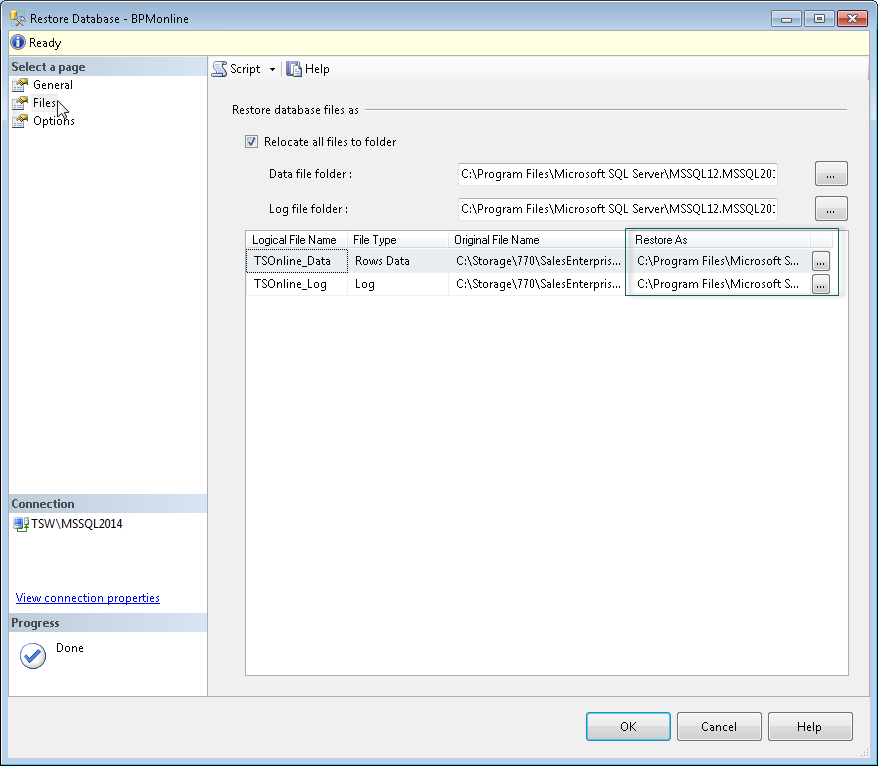 Restore Database - BPMonline
Ready
Select a page
General
Files
Options
Script
Help
Restore database files as
Relocate all files to folder
Data file folder :
C:\Program Files\Microsoft SQL Server\MSSQL12.MSSQL201
...
Log file folder :
C:\Program Files\Microsoft SQL Server\MSSQL12.MSSQL201
...
Logical File Name File Type Original File Name Restore As
TSOnline_Data Rows Data C:\Storage\770\SalesEnterpris... C:\Program Files\Microsoft S... ...
TSOnline_Log Log C:\Storage\770\SalesEnterpris... C:\Program Files\Microsoft S... ...
Connection
TSW\MSSQL2014
View connection properties
Progress
Done
OK Cancel Help